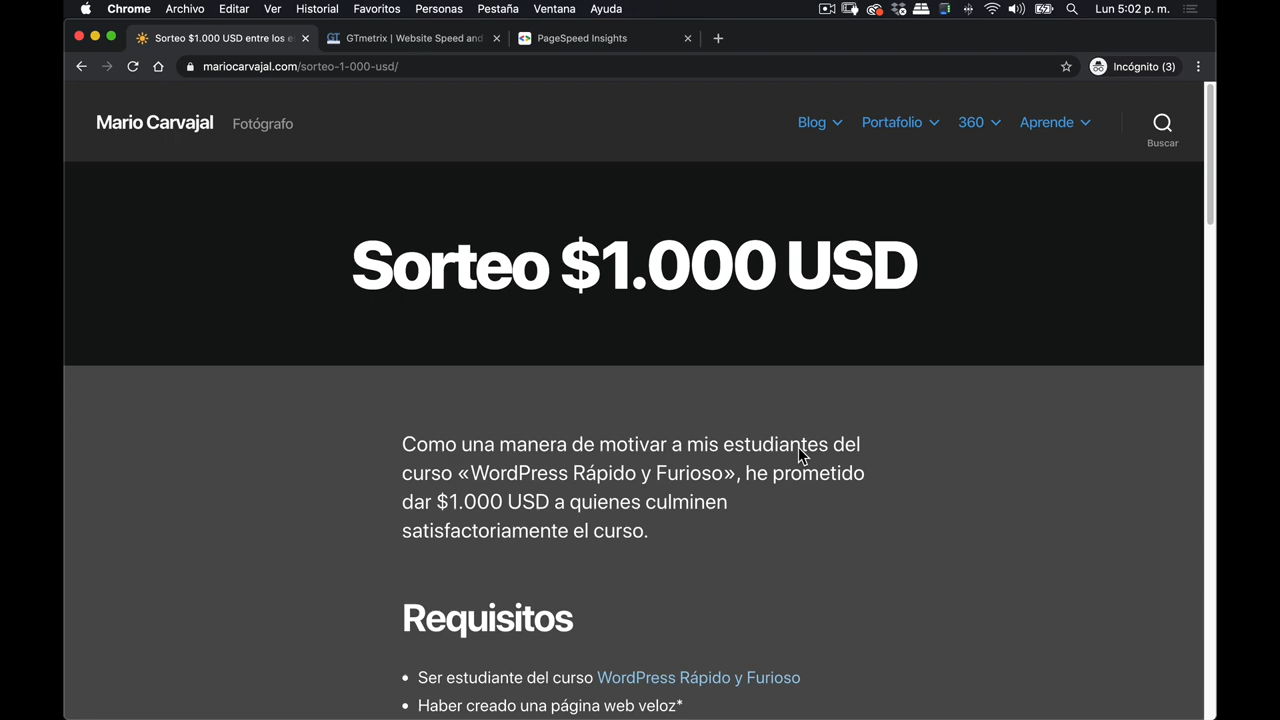 Chrome Archivo Editar Ver Historial Favoritos Personas Pestaña Ventana Ayuda Lun 5:02 p. m.
Sorteo $1.000 USD entre los e GTmetrix | Website Speed and PageSpeed Insights
mariocarvajal.com/sorteo-1-000-usd/ Incógnito (3)
Mario Carvajal Fotógrafo Blog Portafolio 360 Aprende
Buscar
Sorteo $1.000 USD
Como una manera de motivar a mis estudiantes del
curso «WordPress Rápido y Furioso», he prometido
dar $1.000 USD a quienes culminen
satisfactoriamente el curso.
Requisitos
• Ser estudiante del curso WordPress Rápido y Furioso
• Haber creado una página web veloz*